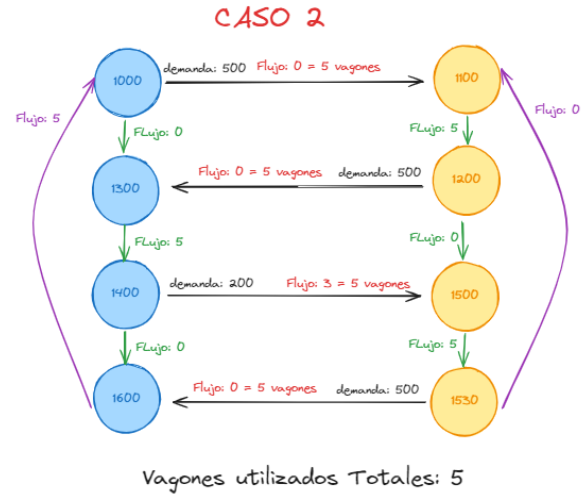 CASO 2
1000
demanda: 500 Flujo: 0 = 5 vagones
1100
Flujo: 5
FLujo: 0
FLujo: 5
Flujo: 0
1300
Flujo: 0 = 5 vagones demanda: 500
1200
FLujo: 5
FLujo: 0
1400
demanda: 200 Flujo: 3 = 5 vagones
1500
FLujo: 0
FLujo: 5
1600
Flujo: 0 = 5 vagones demanda: 500
1530
Vagones utilizados Totales: 5